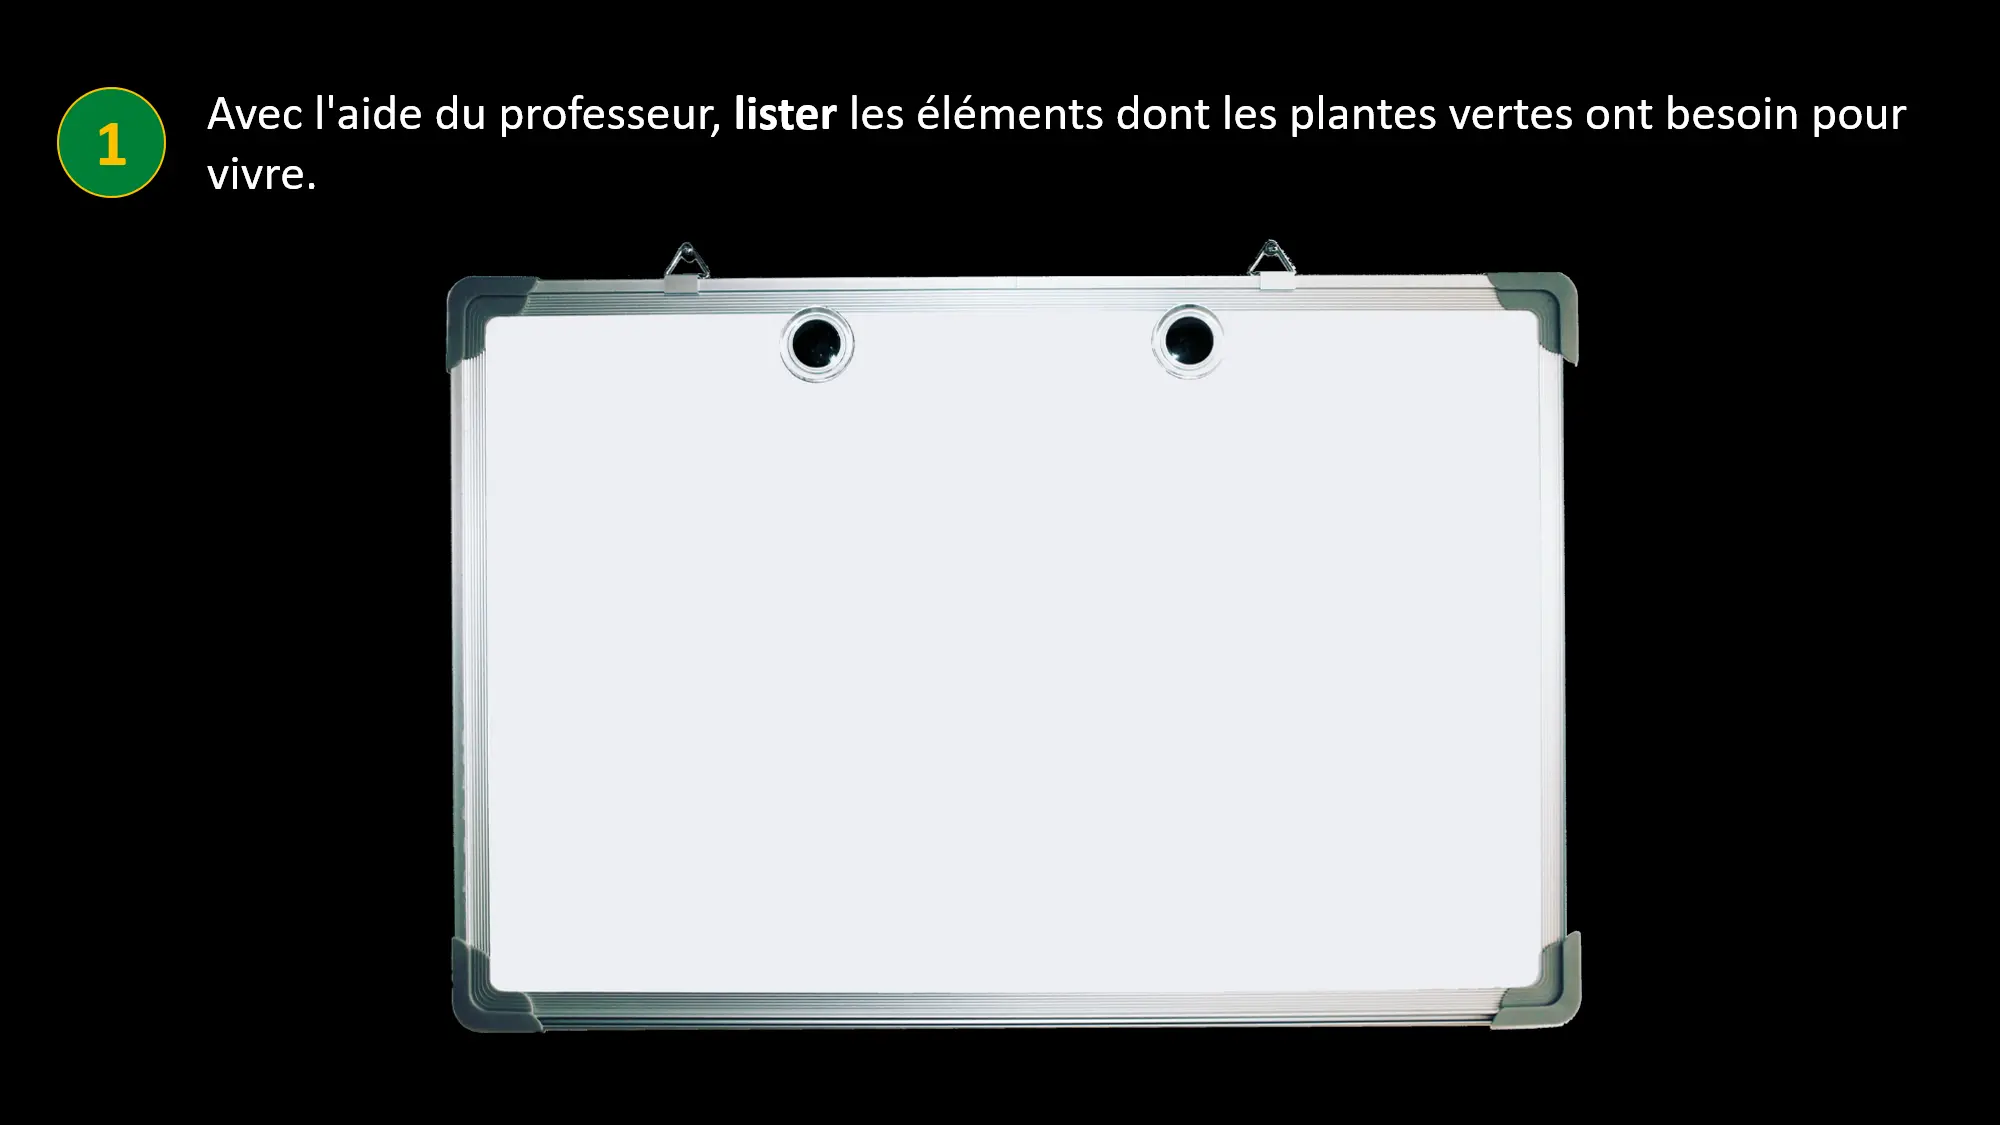 1
Avec l'aide du professeur, lister les éléments dont les plantes vertes ont besoin pour
vivre.